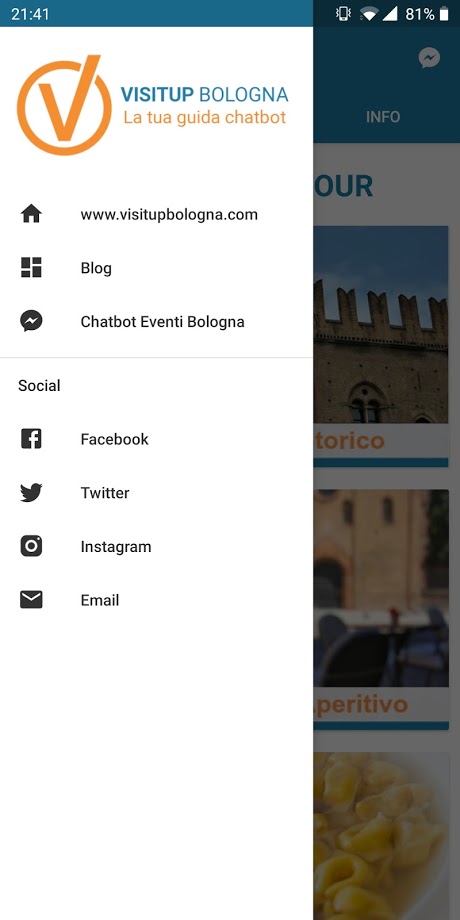 21:41
81%
VISITUP BOLOGNA
La tua guida chatbot
INFO
OUR
www.visitupbologna.com
Blog
Chatbot Eventi Bologna
Social
Facebook
Twitter
Instagram
Email
torico
peritivo